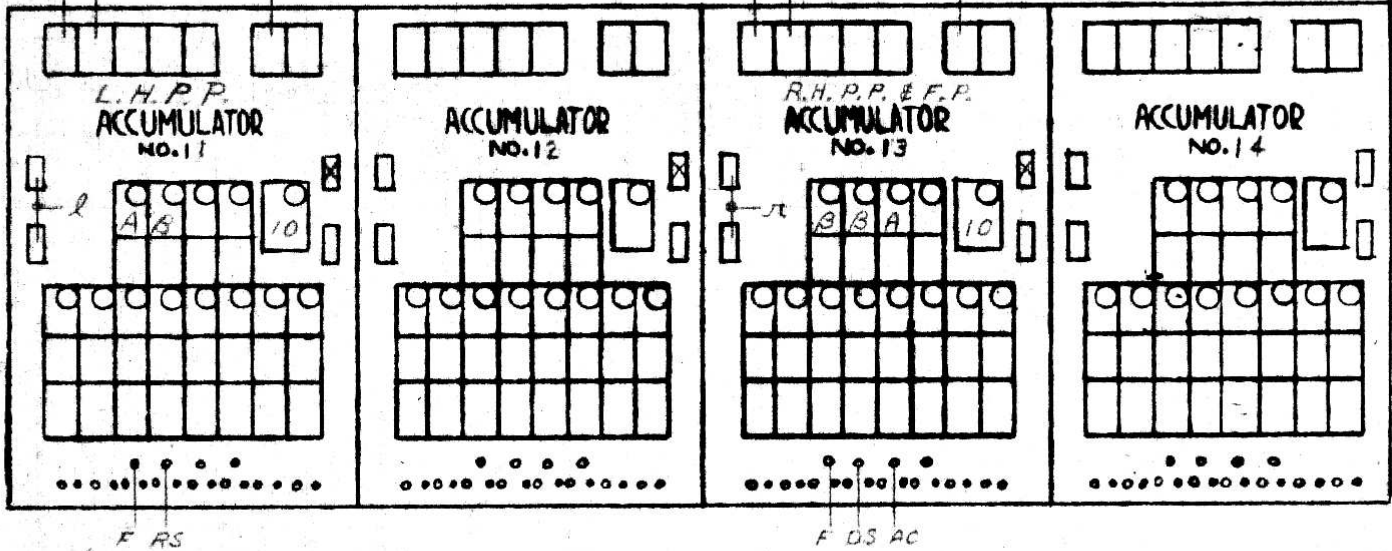 L.H.P.P.
ACCUMULATOR
NO.11
l
A B
10
F RS
ACCUMULATOR
NO.12
R.H.P.P. & F.P.
ACCUMULATOR
NO.13
r
B B A
10
F DS AC
ACCUMULATOR
NO.14